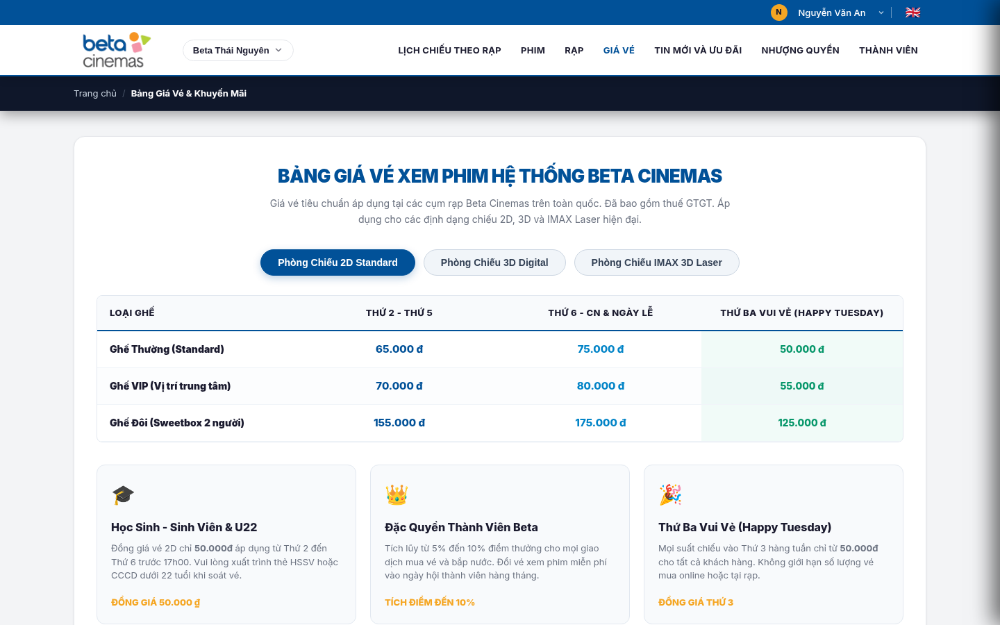 N Nguyễn Văn An
beta
cinemas
Beta Thái Nguyên
LỊCH CHIẾU THEO RẠP PHIM RẠP GIÁ VÉ TIN MỚI VÀ ƯU ĐÃI NHƯỢNG QUYỀN THÀNH VIÊN
Trang chủ / Bảng Giá Vé & Khuyến Mãi
BẢNG GIÁ VÉ XEM PHIM HỆ THỐNG BETA CINEMAS
Giá vé tiêu chuẩn áp dụng tại các cụm rạp Beta Cinemas trên toàn quốc. Đã bao gồm thuế GTGT. Áp
dụng cho các định dạng chiếu 2D, 3D và IMAX Laser hiện đại.
Phòng Chiếu 2D Standard Phòng Chiếu 3D Digital Phòng Chiếu IMAX 3D Laser
LOẠI GHẾ THỨ 2 - THỨ 5 THỨ 6 - CN & NGÀY LỄ THỨ BA VUI VẺ (HAPPY TUESDAY)
Ghế Thường (Standard) 65.000 đ 75.000 đ 50.000 đ
Ghế VIP (Vị trí trung tâm) 70.000 đ 80.000 đ 55.000 đ
Ghế Đôi (Sweetbox 2 người) 155.000 đ 175.000 đ 125.000 đ
Học Sinh - Sinh Viên & U22
Đồng giá vé 2D chỉ 50.000đ áp dụng từ Thứ 2 đến
Thứ 6 trước 17h00. Vui lòng xuất trình thẻ HSSV hoặc
CCCD dưới 22 tuổi khi soát vé.
ĐỒNG GIÁ 50.000 ₫
Đặc Quyền Thành Viên Beta
Tích lũy từ 5% đến 10% điểm thưởng cho mọi giao
dịch mua vé và bắp nước. Đổi vé xem phim miễn phí
vào ngày hội thành viên hàng tháng.
TÍCH ĐIỂM ĐẾN 10%
Thứ Ba Vui Vẻ (Happy Tuesday)
Mọi suất chiếu vào Thứ 3 hàng tuần chỉ từ 50.000đ
cho tất cả khách hàng. Không giới hạn số lượng vé
mua online hoặc tại rạp.
ĐỒNG GIÁ THỨ 3